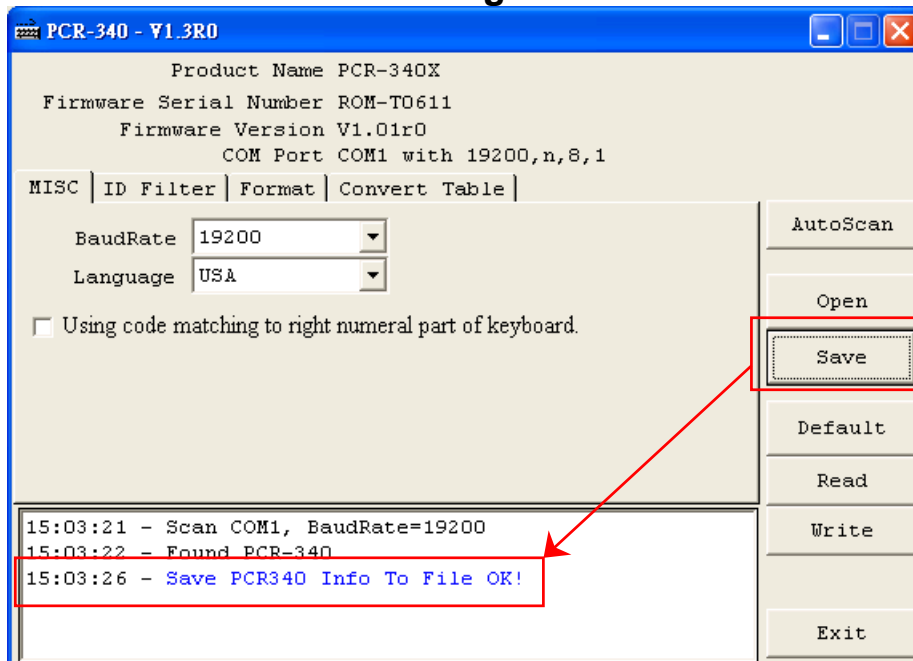 PCR-340 - V1.3R0
Product Name PCR-340X
Firmware Serial Number ROM-T0611
Firmware Version V1.01r0
COM Port COM1 with 19200,n,8,1
MISC ID Filter Format Convert Table
AutoScan
BaudRate 19200
Language USA
Open
Using code matching to right numeral part of keyboard.
Save
Default
Read
Write
15:03:21 - Scan COM1, BaudRate=19200
15:03:22 - Found PCR-340
15:03:26 - Save PCR340 Info To File OK!
Exit